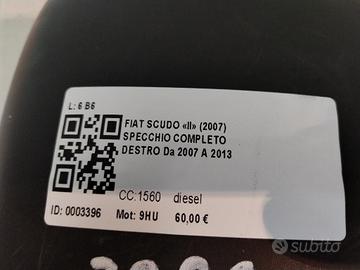 L: 6 B6
FIAT SCUDO «II» (2007)
SPECCHIO COMPLETO
DESTRO Da 2007 A 2013
CC:1560 diesel
ID: 0003396 Mot: 9HU 60,00 €
subito